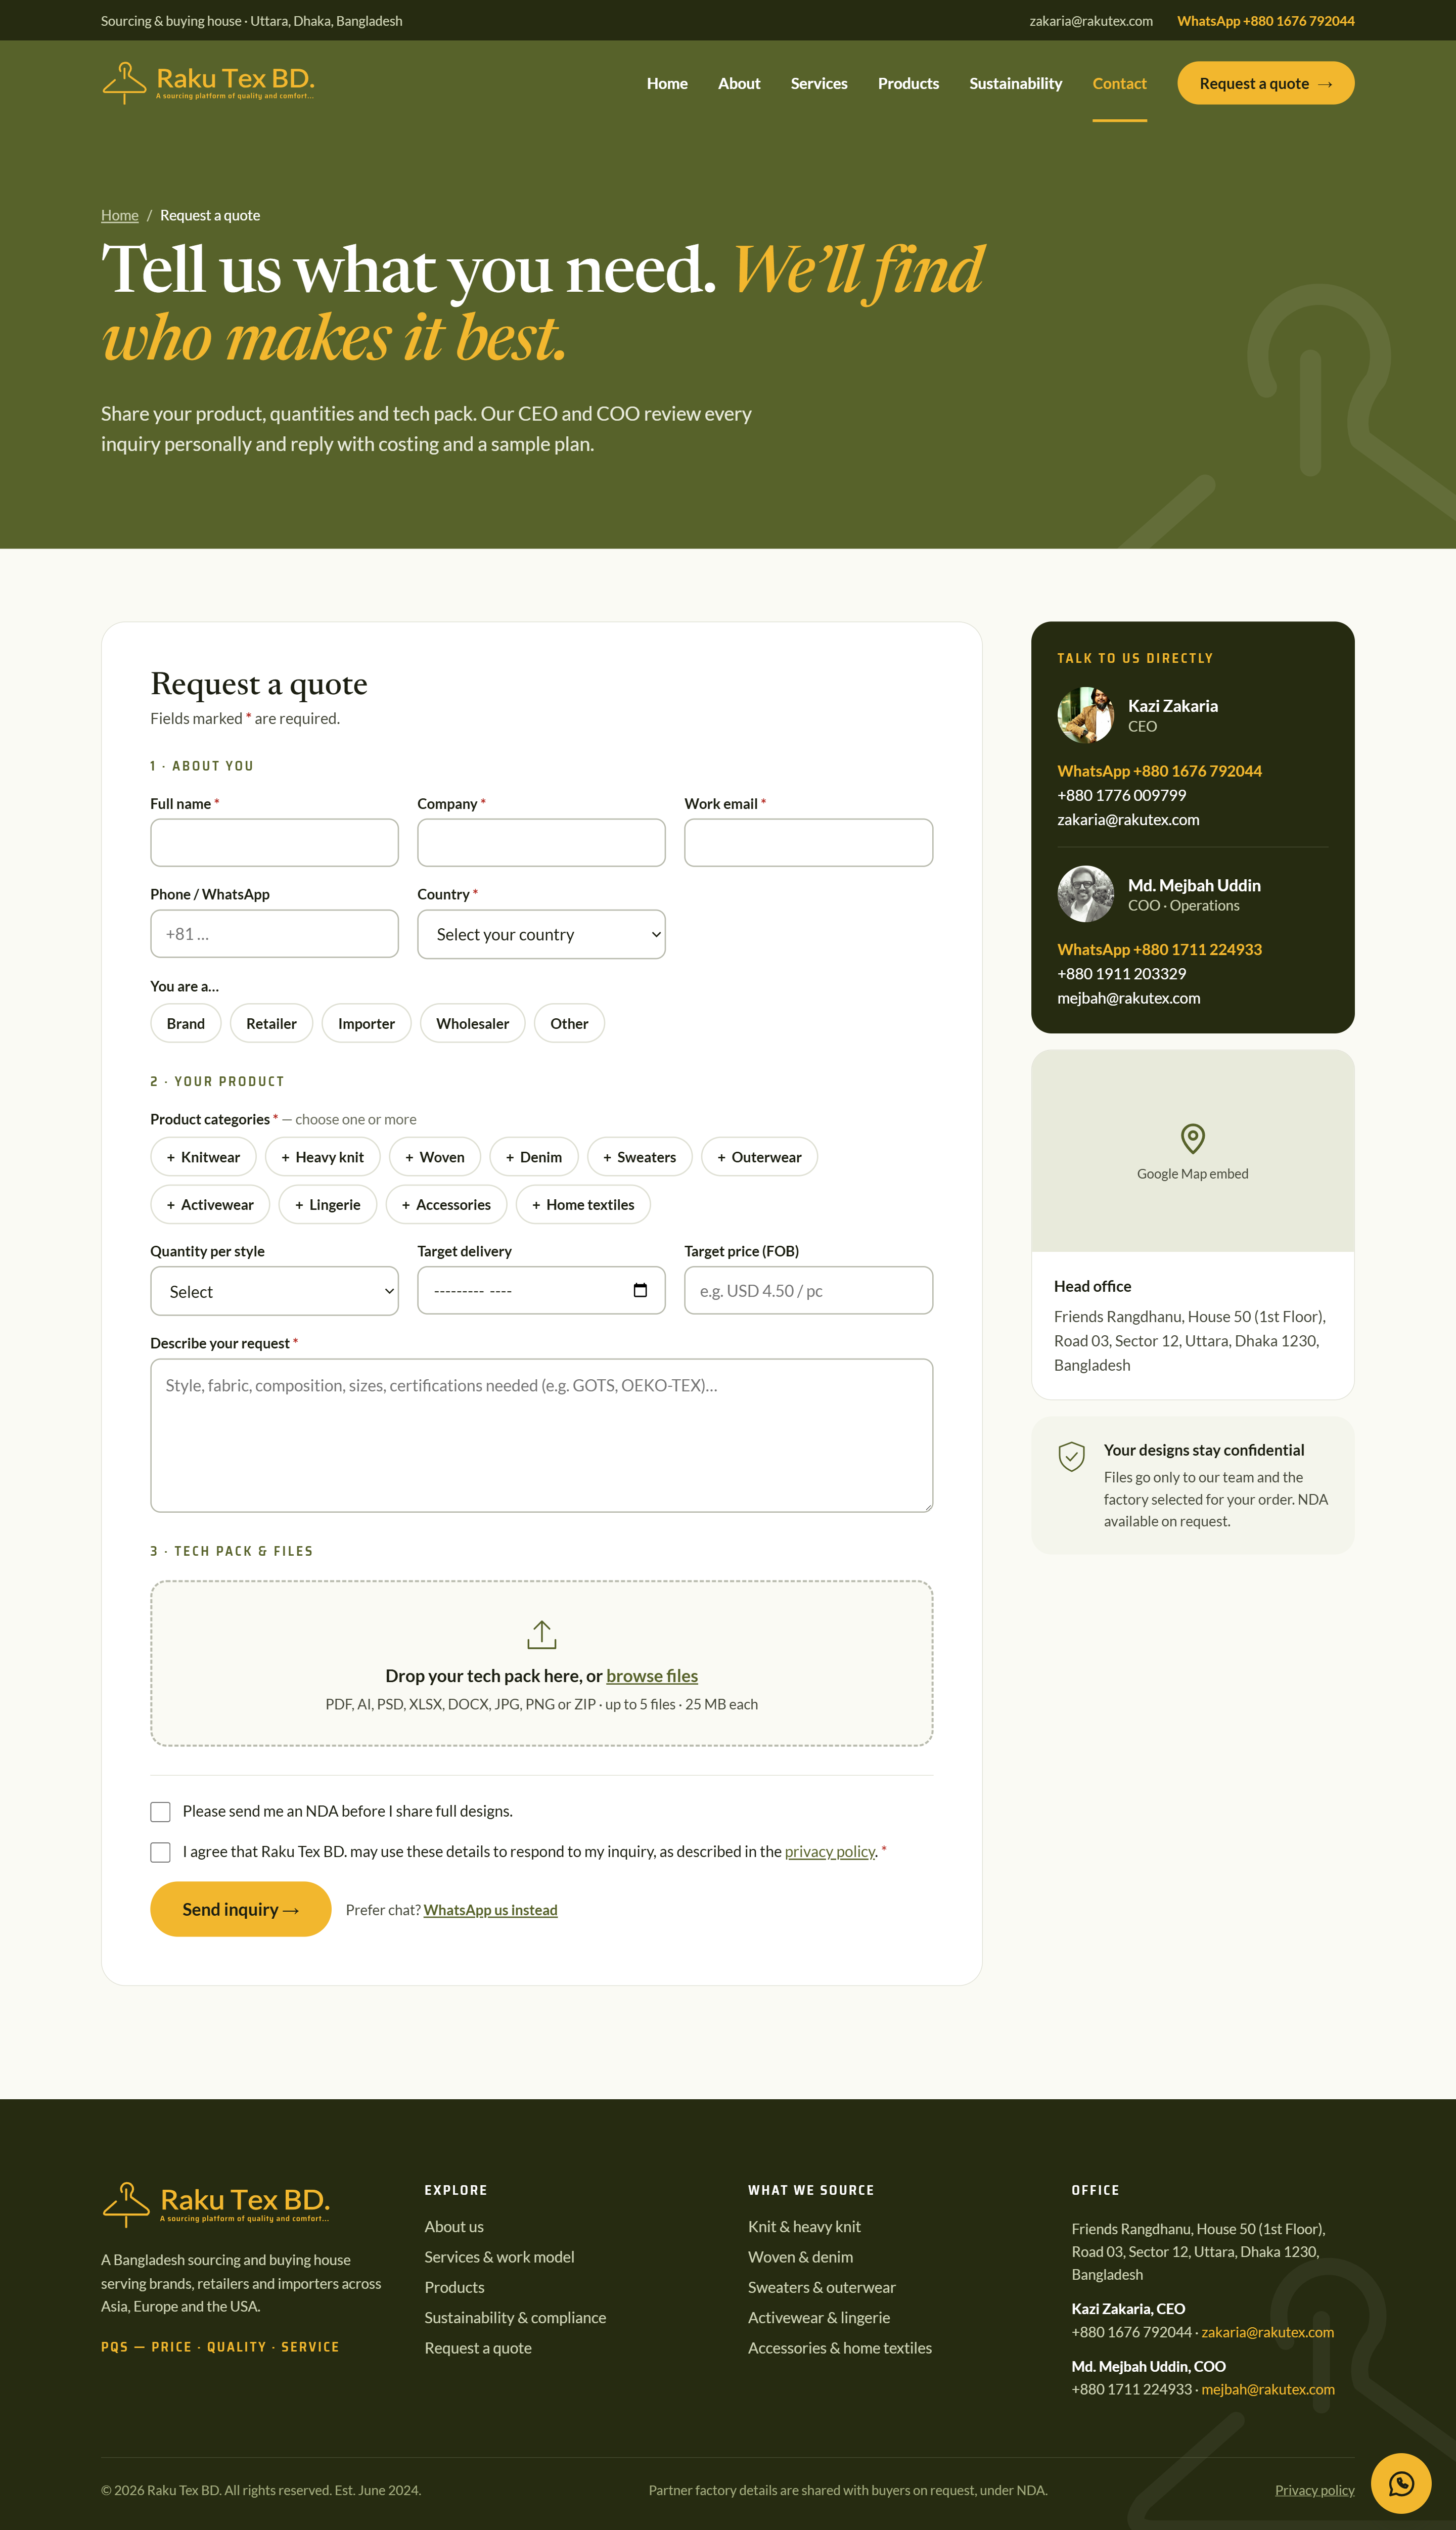 Sourcing & buying house · Uttara, Dhaka, Bangladesh
zakaria@rakutex.com
WhatsApp +880 1676 792044
Raku Tex BD.
A sourcing platform of quality and comfort...
Home
About
Services
Products
Sustainability
Contact
Request a quote →
Home / Request a quote
Tell us what you need. We’ll find
who makes it best.
Share your product, quantities and tech pack. Our CEO and COO review every
inquiry personally and reply with costing and a sample plan.
Request a quote
Fields marked * are required.
1 · ABOUT YOU
Full name *
Company *
Work email *
Phone / WhatsApp
Country *
+81 ...
Select your country
You are a...
Brand
Retailer
Importer
Wholesaler
Other
2 · YOUR PRODUCT
Product categories * — choose one or more
+ Knitwear
+ Heavy knit
+ Woven
+ Denim
+ Sweaters
+ Outerwear
+ Activewear
+ Lingerie
+ Accessories
+ Home textiles
Quantity per style
Target delivery
Target price (FOB)
Select
--------- ----
e.g. USD 4.50 / pc
Describe your request *
Style, fabric, composition, sizes, certifications needed (e.g. GOTS, OEKO-TEX)...
3 · TECH PACK & FILES
Drop your tech pack here, or browse files
PDF, AI, PSD, XLSX, DOCX, JPG, PNG or ZIP · up to 5 files · 25 MB each
Please send me an NDA before I share full designs.
I agree that Raku Tex BD. may use these details to respond to my inquiry, as described in the privacy policy. *
Send inquiry →
Prefer chat? WhatsApp us instead
TALK TO US DIRECTLY
Kazi Zakaria
CEO
WhatsApp +880 1676 792044
+880 1776 009799
zakaria@rakutex.com
Md. Mejbah Uddin
COO · Operations
WhatsApp +880 1711 224933
+880 1911 203329
mejbah@rakutex.com
Google Map embed
Head office
Friends Rangdhanu, House 50 (1st Floor),
Road 03, Sector 12, Uttara, Dhaka 1230,
Bangladesh
Your designs stay confidential
Files go only to our team and the
factory selected for your order. NDA
available on request.
Raku Tex BD.
A sourcing platform of quality and comfort...
A Bangladesh sourcing and buying house
serving brands, retailers and importers across
Asia, Europe and the USA.
PQS — PRICE · QUALITY · SERVICE
EXPLORE
About us
Services & work model
Products
Sustainability & compliance
Request a quote
WHAT WE SOURCE
Knit & heavy knit
Woven & denim
Sweaters & outerwear
Activewear & lingerie
Accessories & home textiles
OFFICE
Friends Rangdhanu, House 50 (1st Floor),
Road 03, Sector 12, Uttara, Dhaka 1230,
Bangladesh
Kazi Zakaria, CEO
+880 1676 792044 · zakaria@rakutex.com
Md. Mejbah Uddin, COO
+880 1711 224933 · mejbah@rakutex.com
© 2026 Raku Tex BD. All rights reserved. Est. June 2024.
Partner factory details are shared with buyers on request, under NDA.
Privacy policy